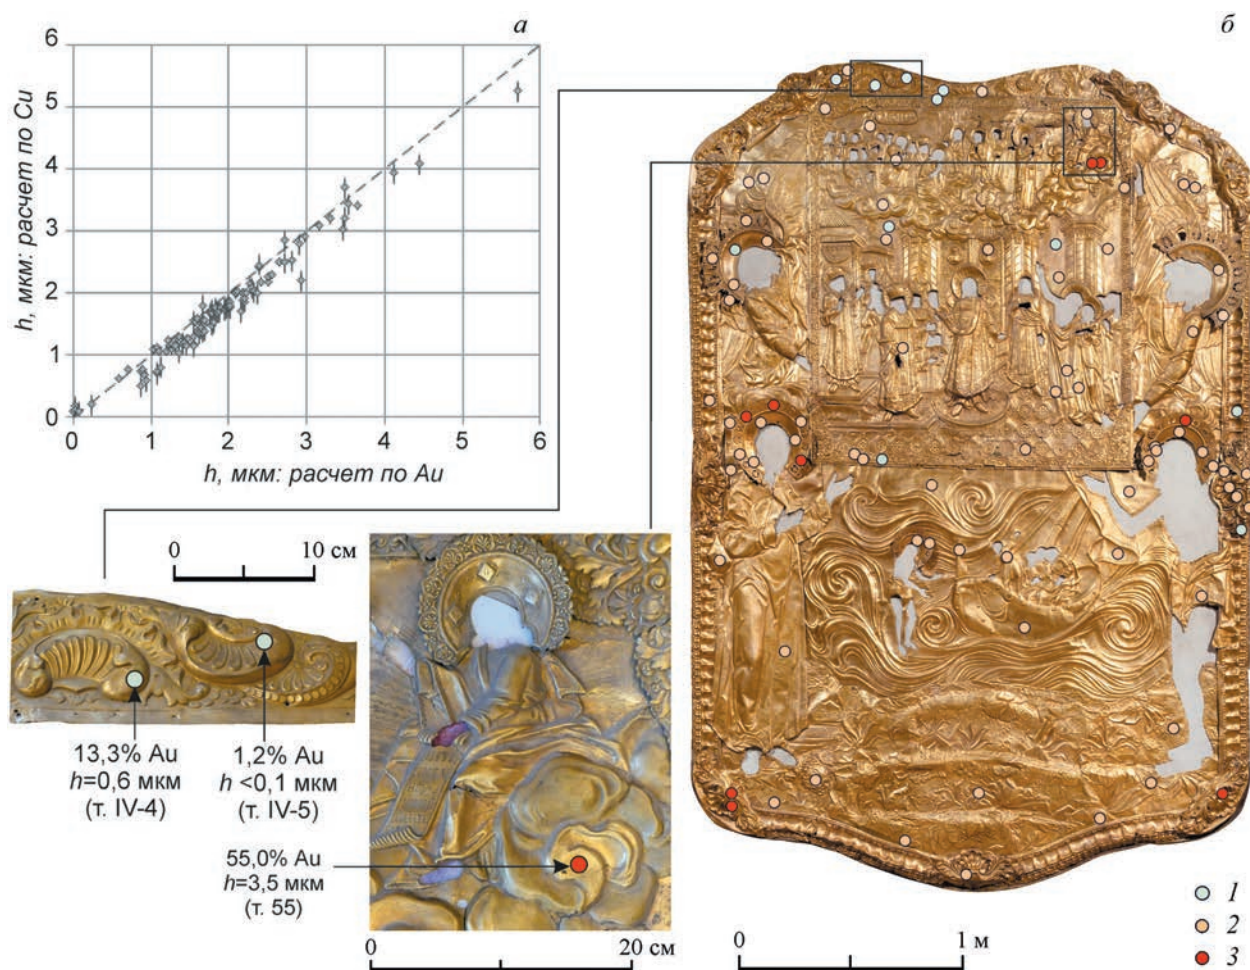 а
б
h, мкм: расчет по Cu
6
5
4
3
2
1
0
0 1 2 3 4 5 6
h, мкм: расчет по Au
0 10 см
13,3% Au
h=0,6 мкм
(т. IV-4)
1,2% Au
h <0,1 мкм
(т. IV-5)
55,0% Au
h=3,5 мкм
(т. 55)
0 20 см
0 1 м
1
2
3